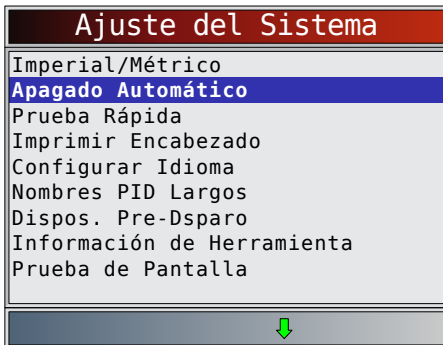 Ajuste del Sistema
Imperial/Métrico
Apagado Automático
Prueba Rápida
Imprimir Encabezado
Configurar Idioma
Nombres PID Largos
Dispos. Pre-Dsparo
Información de Herramienta
Prueba de Pantalla